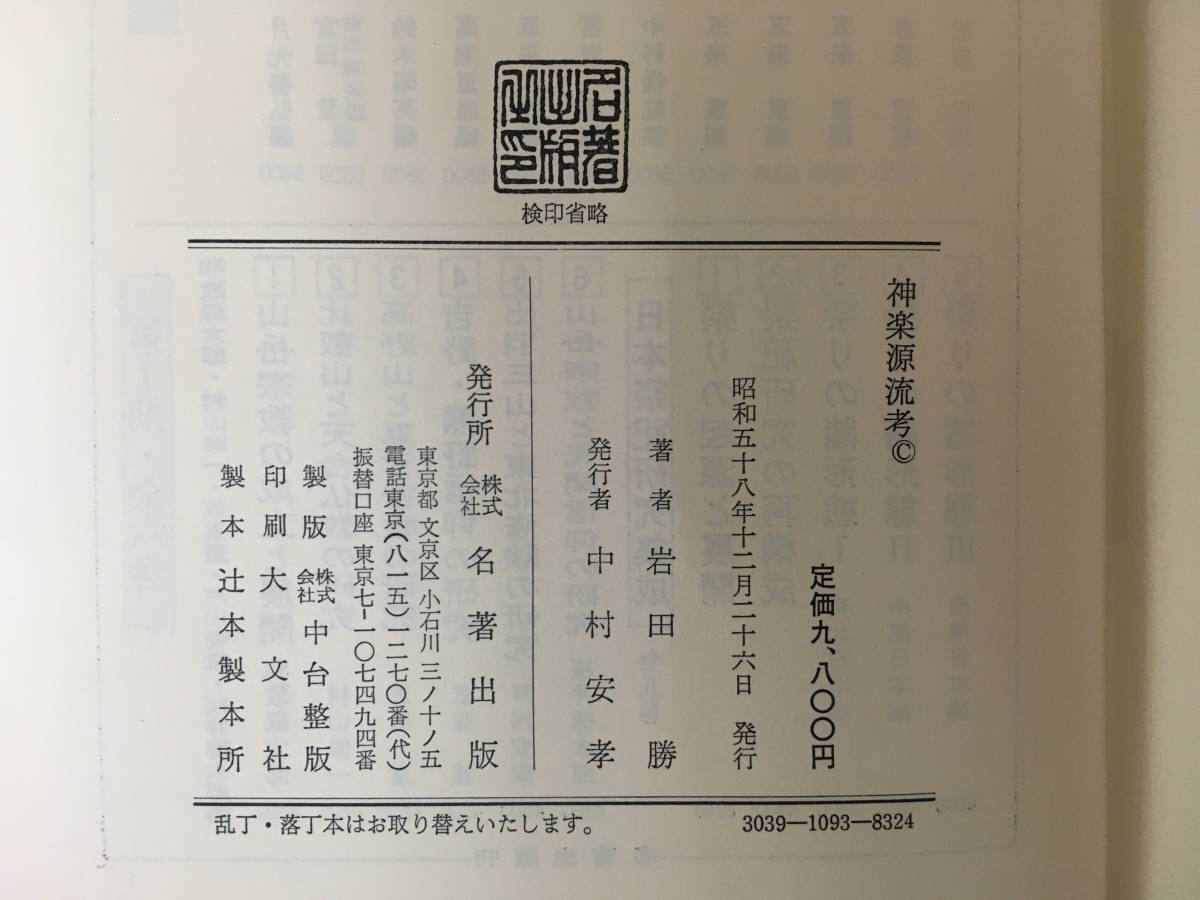 名著
出版
之印
検印省略
神楽源流考©
定価九、八〇〇円
昭和五十八年十二月二十六日 発行
著者 岩田勝
発行者 中村安孝
発行所 株式会社 名著出版
東京都文京区小石川三ノ十ノ五
電話東京(八一五)一二七〇番(代)
振替口座 東京七-一〇七四九四番
製版 株式会社 中台整版
印刷 大文社
製本 辻本製本所
乱丁・落丁本はお取り替えいたします。
3039―1093―8324